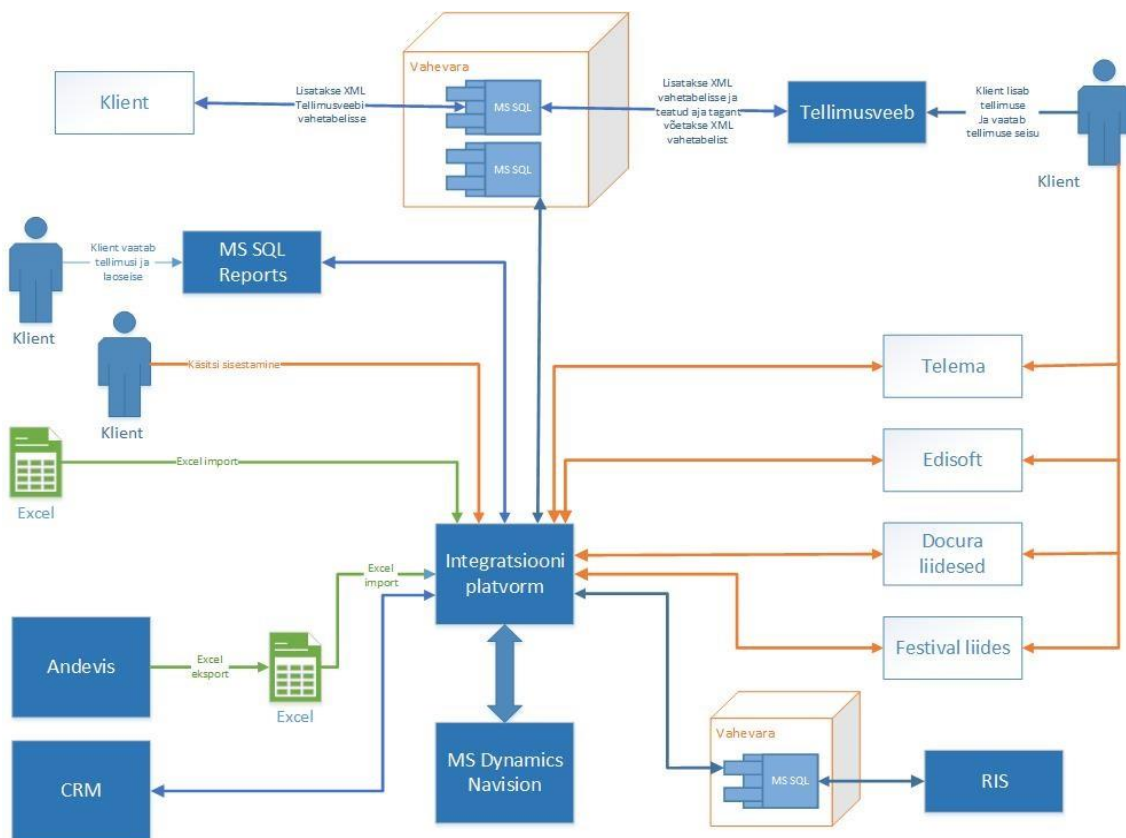 Vahevara
Klient
Lisatakse XML
Tellimusveebi
vahetabelisse
MS SQL
Lisatakse XML
vahetabelisse ja
teatud aja tagant
võetakse XML
vahetabelist
Tellimusveeb
Klient lisab
tellimuse
Ja vaatab
tellimuse seisu
Klient
MS SQL
Klient vaatab
tellimusi ja
laoseise
MS SQL
Reports
Klient
Käsitsi sisestamine
Klient
Telema
Excel import
Excel
Edisoft
Integratsiooni
platvorm
Docura
liidesed
Excel
import
Festival liides
Andevis
Excel
eksport
Excel
MS Dynamics
Navision
CRM
Vahevara
MS SQL
RIS